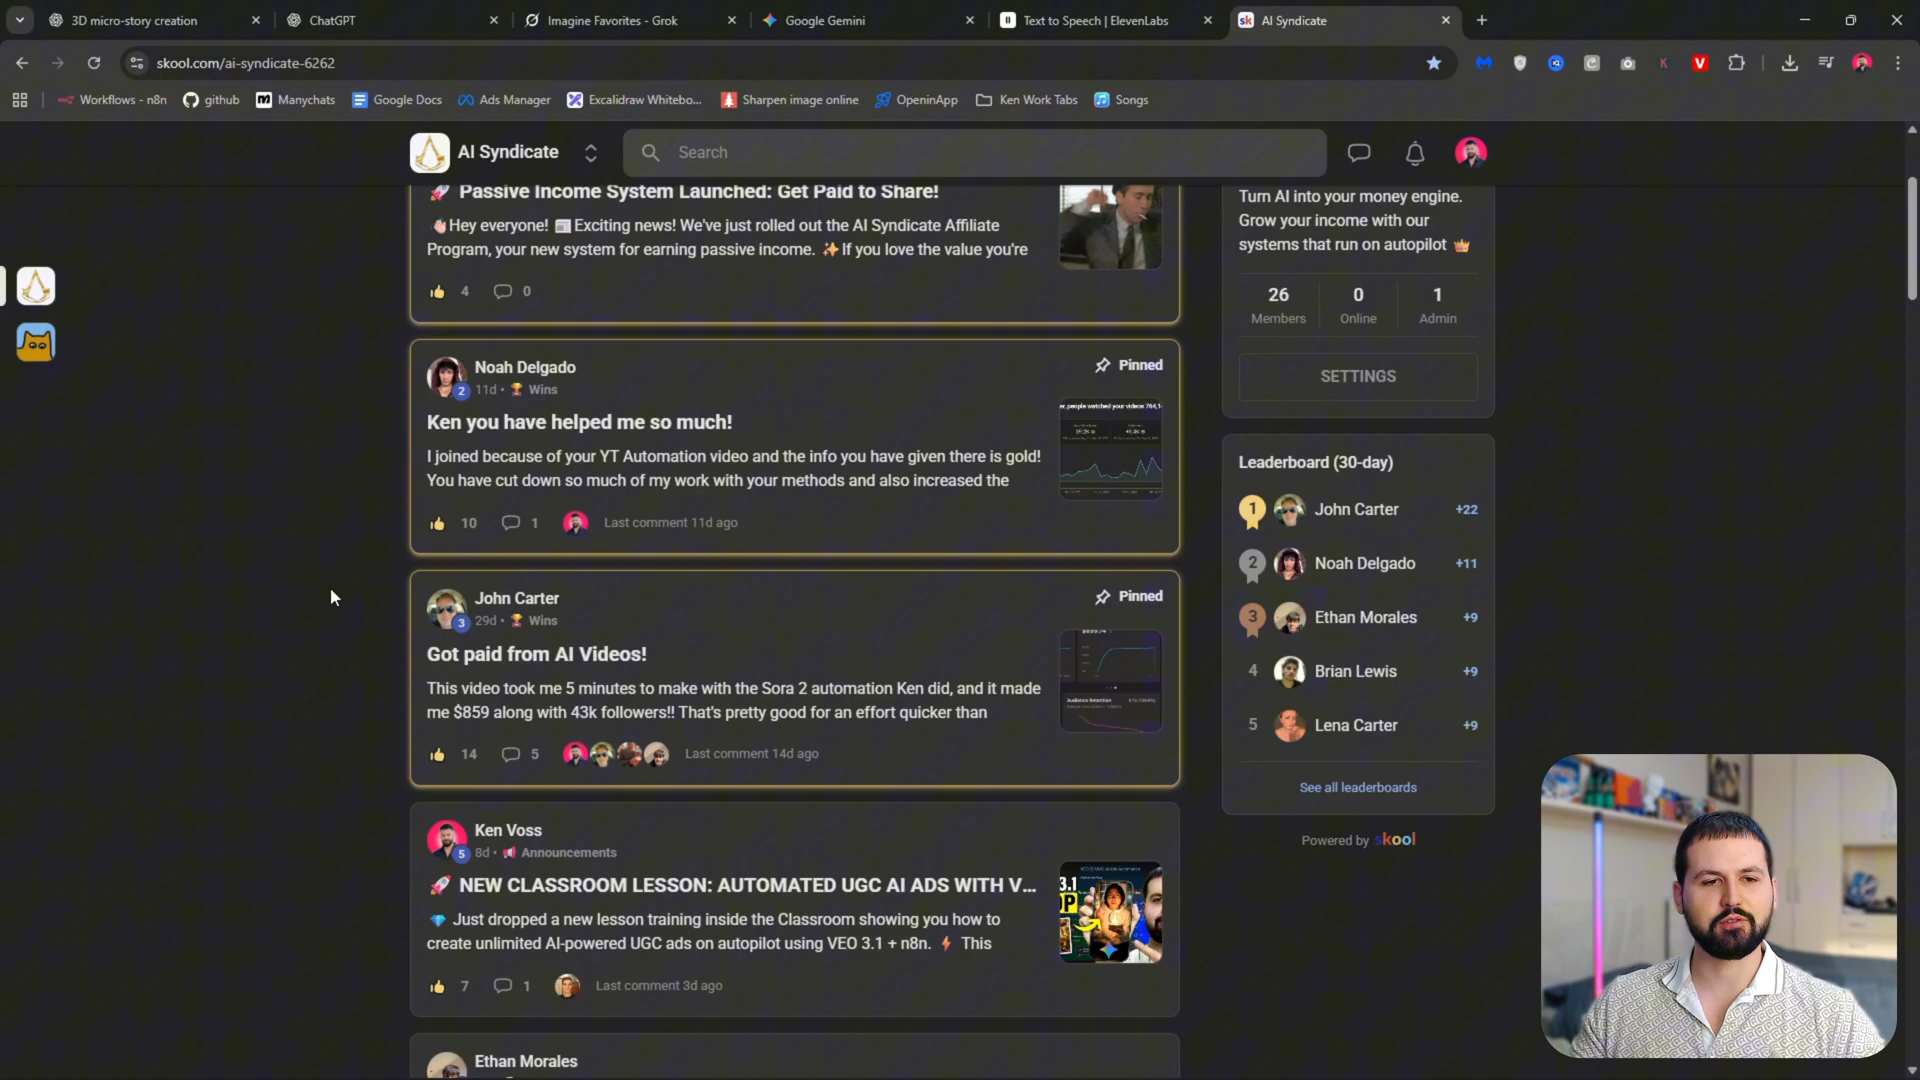 3D micro-story creation
ChatGPT
Imagine Favorites - Grok
Google Gemini
Text to Speech | ElevenLabs
AI Syndicate
skool.com/ai-syndicate-6262
Workflows - n8n
github
Manychats
Google Docs
Ads Manager
Excalidraw Whitebo...
Sharpen image online
OpeninApp
Ken Work Tabs
Songs
AI Syndicate
Search
🚀 Passive Income System Launched: Get Paid to Share!
👋🏻Hey everyone! 📰Exciting news! We've just rolled out the AI Syndicate Affiliate
Program, your new system for earning passive income. ✨If you love the value you're
4
0
Noah Delgado
2
11d • 🏆 Wins
Pinned
Ken you have helped me so much!
I joined because of your YT Automation video and the info you have given there is gold!
You have cut down so much of my work with your methods and also increased the
10
1
Last comment 11d ago
John Carter
3
29d • 🏆 Wins
Pinned
Got paid from AI Videos!
This video took me 5 minutes to make with the Sora 2 automation Ken did, and it made
me $859 along with 43k followers!! That's pretty good for an effort quicker than
Audience Retention
14
5
Last comment 14d ago
Ken Voss
5
8d • 📢 Announcements
🚀 NEW CLASSROOM LESSON: AUTOMATED UGC AI ADS WITH V...
💎 Just dropped a new lesson training inside the Classroom showing you how to
create unlimited AI-powered UGC ads on autopilot using VEO 3.1 + n8n. ⚡ This
3.1
7
1
Last comment 3d ago
Ethan Morales
Turn AI into your money engine.
Grow your income with our
systems that run on autopilot 👑
26
Members
0
Online
1
Admin
SETTINGS
Leaderboard (30-day)
1 John Carter +22
2 Noah Delgado +11
3 Ethan Morales +9
4 Brian Lewis +9
5 Lena Carter +9
See all leaderboards
Powered by skool